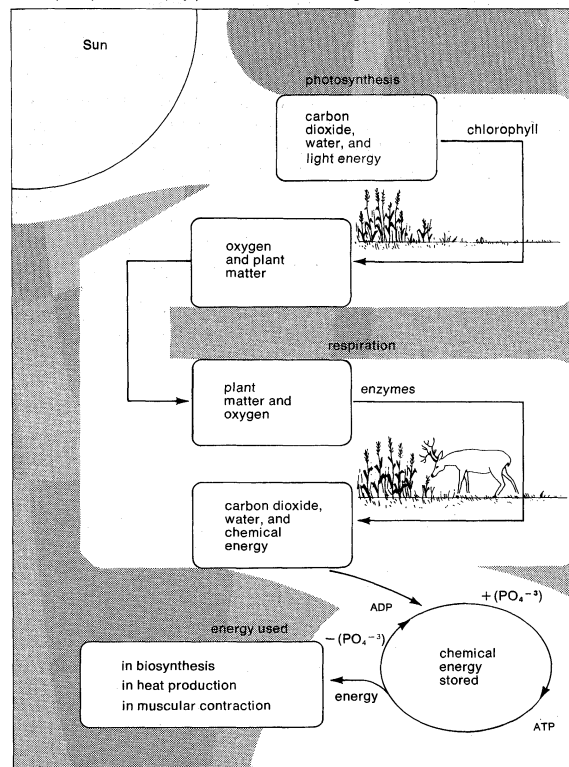 Sun
photosynthesis
carbon
dioxide,
water, and
light energy
chlorophyll
oxygen
and plant
matter
respiration
plant
matter and
oxygen
enzymes
carbon dioxide,
water, and
chemical
energy
ADP
+(PO₄⁻³)
energy used
−(PO₄⁻³)
in biosynthesis
in heat production
in muscular contraction
energy
chemical
energy
stored
ATP